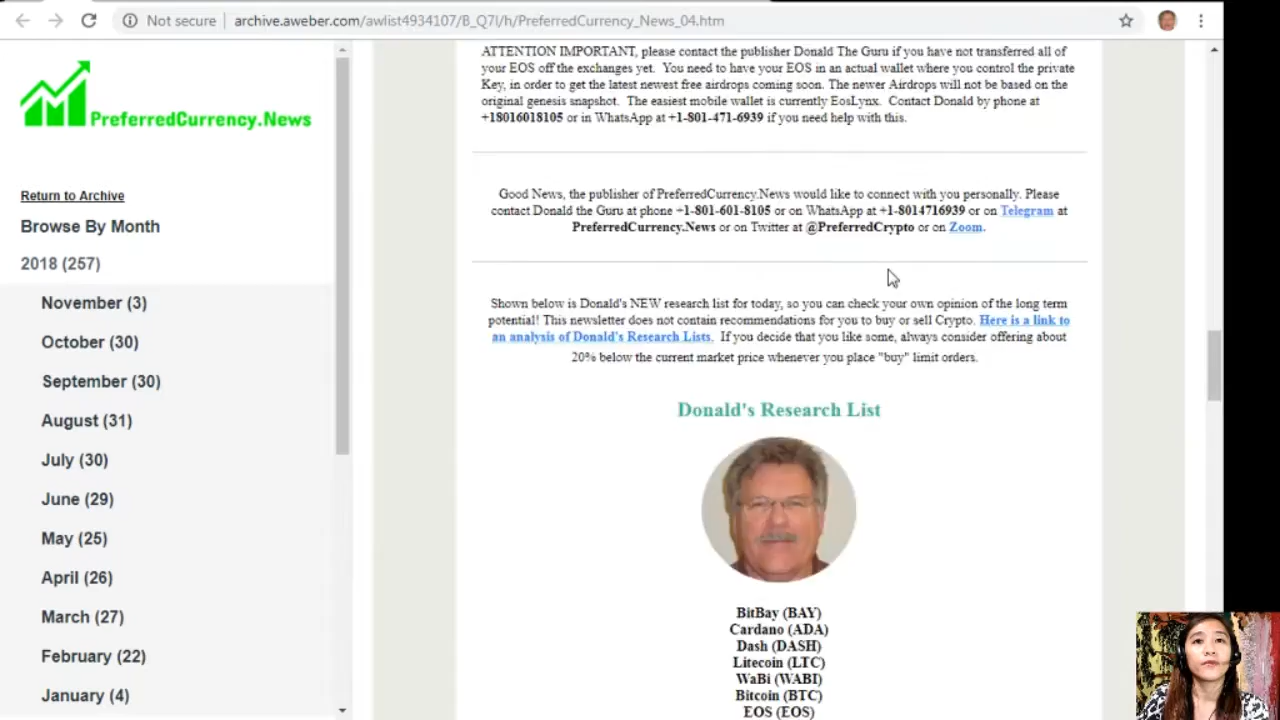 Not secure
archive.aweber.com/awlist4934107/B_Q7l/h/PreferredCurrency_News_04.htm
PreferredCurrency.News
Return to Archive
Browse By Month
2018 (257)
November (3)
October (30)
September (30)
August (31)
July (30)
June (29)
May (25)
April (26)
March (27)
February (22)
January (4)
ATTENTION IMPORTANT, please contact the publisher Donald The Guru if you have not transferred all of
your EOS off the exchanges yet. You need to have your EOS in an actual wallet where you control the private
Key, in order to get the latest newest free airdrops coming soon. The newer Airdrops will not be based on the
original genesis snapshot. The easiest mobile wallet is currently EosLynx. Contact Donald by phone at
+18016018105 or in WhatsApp at +1-801-471-6939 if you need help with this.
Good News, the publisher of PreferredCurrency.News would like to connect with you personally. Please
contact Donald the Guru at phone +1-801-601-8105 or on WhatsApp at +1-8014716939 or on Telegram at
PreferredCurrency.News or on Twitter at @PreferredCrypto or on Zoom.
Shown below is Donald's NEW research list for today, so you can check your own opinion of the long term
potential! This newsletter does not contain recommendations for you to buy or sell Crypto. Here is a link to
an analysis of Donald's Research Lists. If you decide that you like some, always consider offering about
20% below the current market price whenever you place "buy" limit orders.
Donald's Research List
BitBay (BAY)
Cardano (ADA)
Dash (DASH)
Litecoin (LTC)
WaBi (WABI)
Bitcoin (BTC)
EOS (EOS)